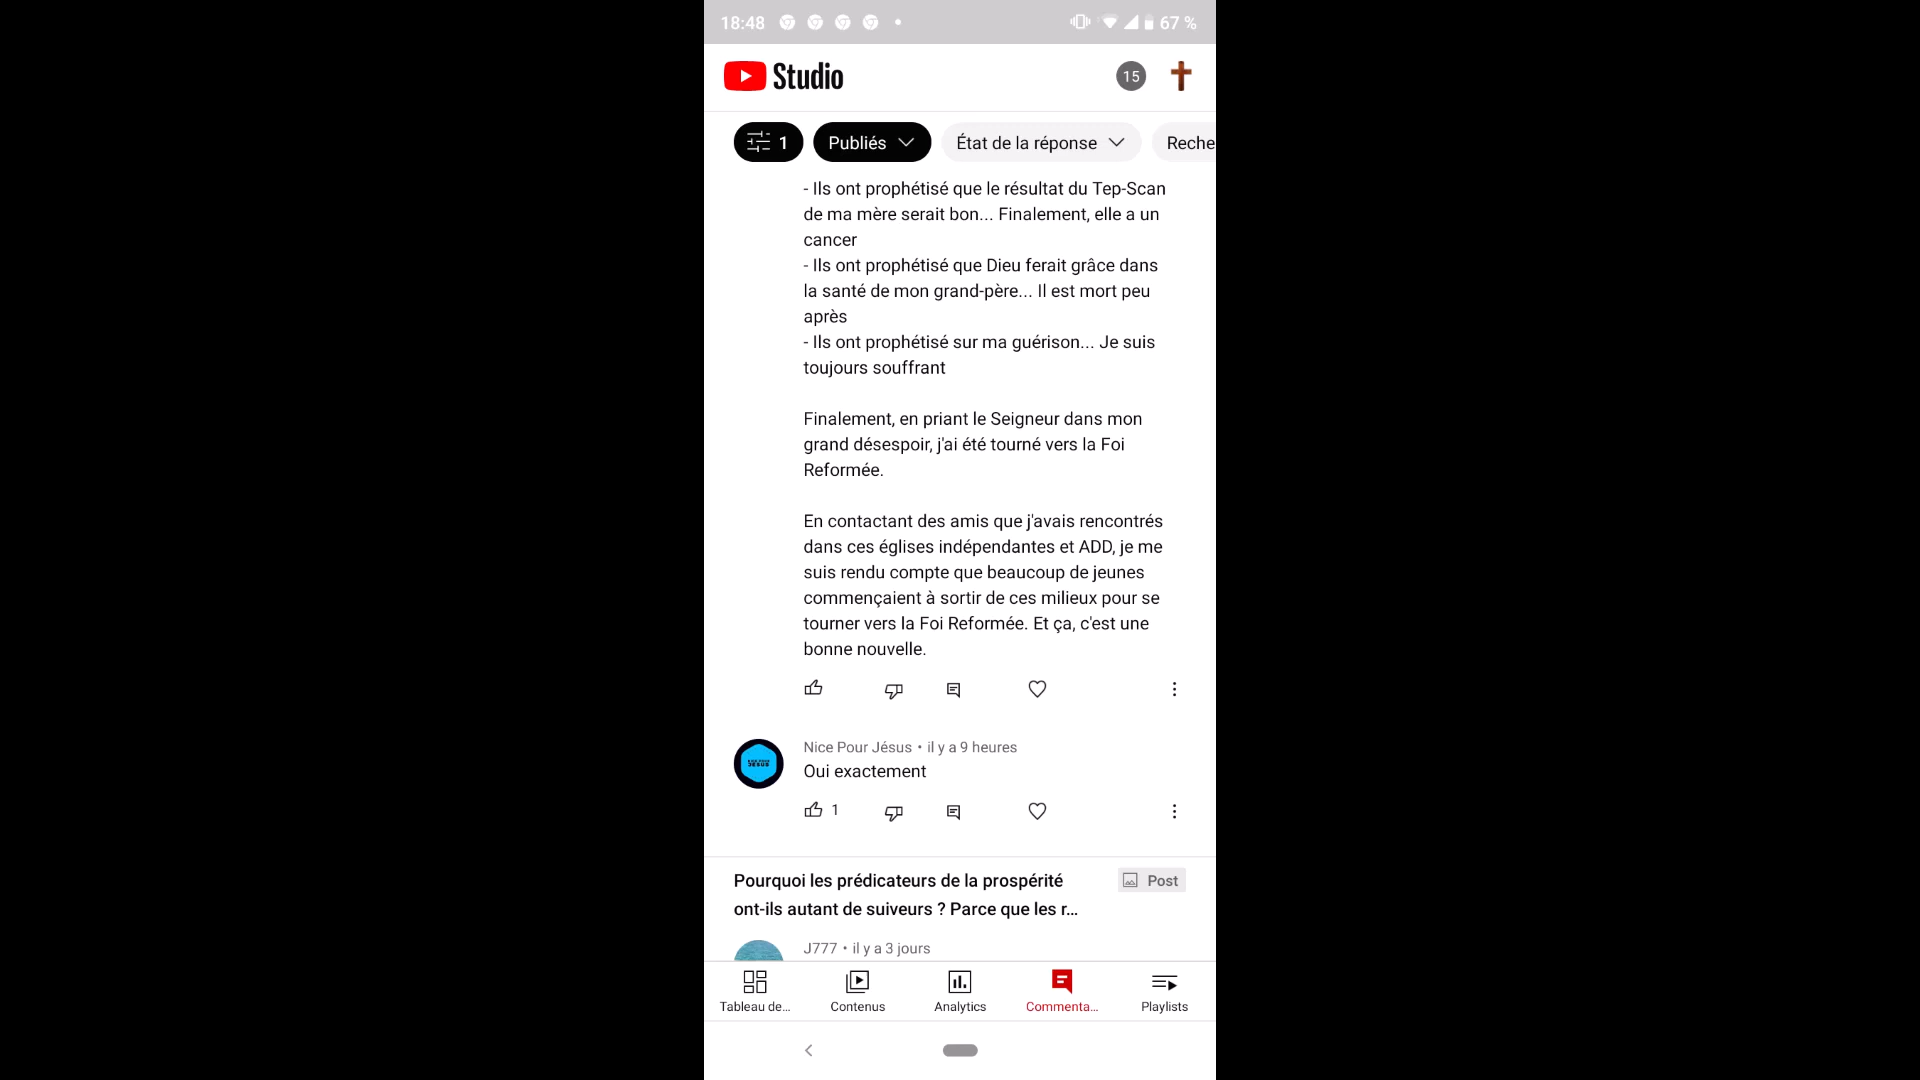 18:48 67 %
Studio 15
1 Publiés État de la réponse Reche
- Ils ont prophétisé que le résultat du Tep-Scan
de ma mère serait bon... Finalement, elle a un
cancer
- Ils ont prophétisé que Dieu ferait grâce dans
la santé de mon grand-père... Il est mort peu
après
- Ils ont prophétisé sur ma guérison... Je suis
toujours souffrant
Finalement, en priant le Seigneur dans mon
grand désespoir, j'ai été tourné vers la Foi
Reformée.
En contactant des amis que j'avais rencontrés
dans ces églises indépendantes et ADD, je me
suis rendu compte que beaucoup de jeunes
commençaient à sortir de ces milieux pour se
tourner vers la Foi Reformée. Et ça, c'est une
bonne nouvelle.
Nice Pour Jésus • il y a 9 heures
Oui exactement
1
Pourquoi les prédicateurs de la prospérité
ont-ils autant de suiveurs ? Parce que les r...
Post
J777 • il y a 3 jours
Tableau de... Contenus Analytics Commenta... Playlists